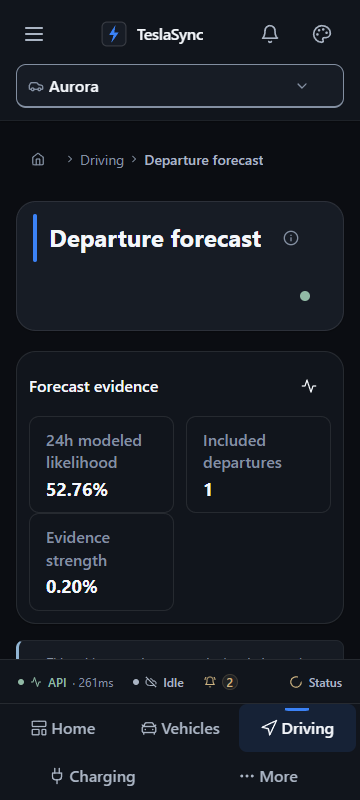 TeslaSync
Aurora
Driving
Departure forecast
Departure forecast
Forecast evidence
24h modeled
likelihood
52.76%
Included
departures
1
Evidence
strength
0.20%
API · 261ms
Idle
2
Status
Home
Vehicles
Driving
Charging
More